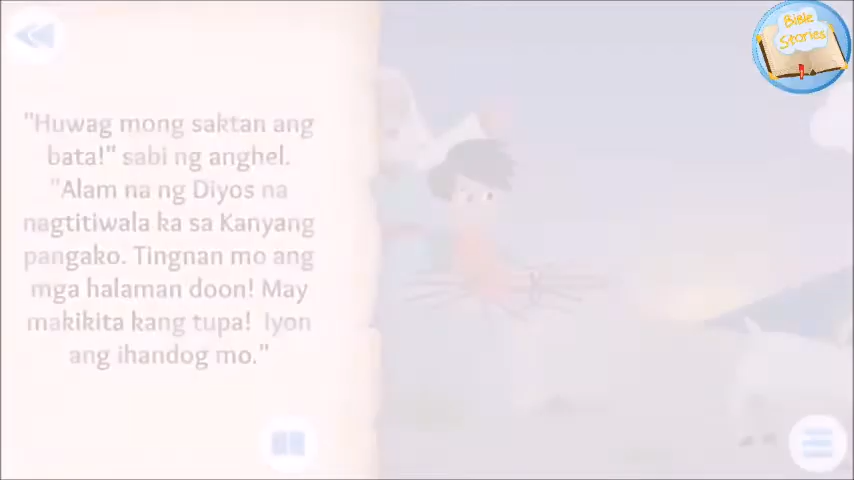 Bible
Stories
"Huwag mong saktan ang
bata!" sabi ng anghel.
"Alam na ng Diyos na
nagtitiwala ka sa Kanyang
pangako. Tingnan mo ang
mga halaman doon! May
makikita kang tupa! Iyon
ang ihandog mo."